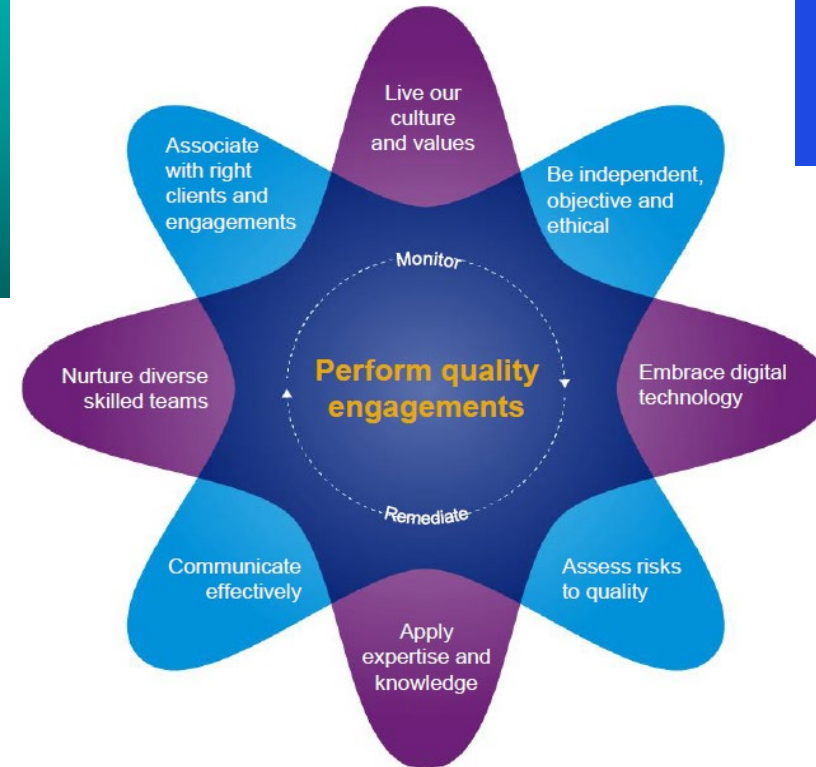 Live our
culture
and values
Associate
with right
clients and
engagements
Be independent,
objective and
ethical
Monitor
Nurture diverse
skilled teams
Perform quality
engagements
Embrace digital
technology
Remediate
Communicate
effectively
Assess risks
to quality
Apply
expertise and
knowledge